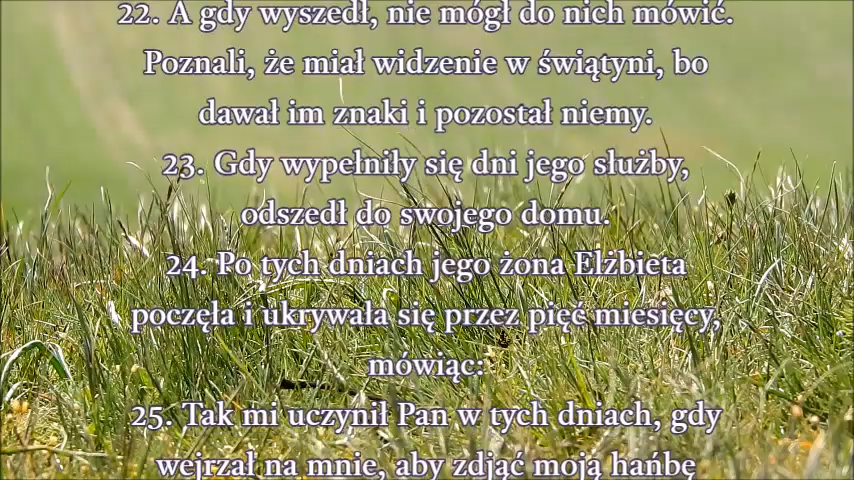 22. A gdy wyszedł, nie mógł do nich mówić.
Poznali, że miał widzenie w świątyni, bo
dawał im znaki i pozostał niemy.
23. Gdy wypełniły się dni jego służby,
odszedł do swojego domu.
24. Po tych dniach jego żona Elżbieta
poczęła i ukrywała się przez pięć miesięcy,
mówiąc:
25. Tak mi uczynił Pan w tych dniach, gdy
wejrzał na mnie, aby zdjąć moją hańbę